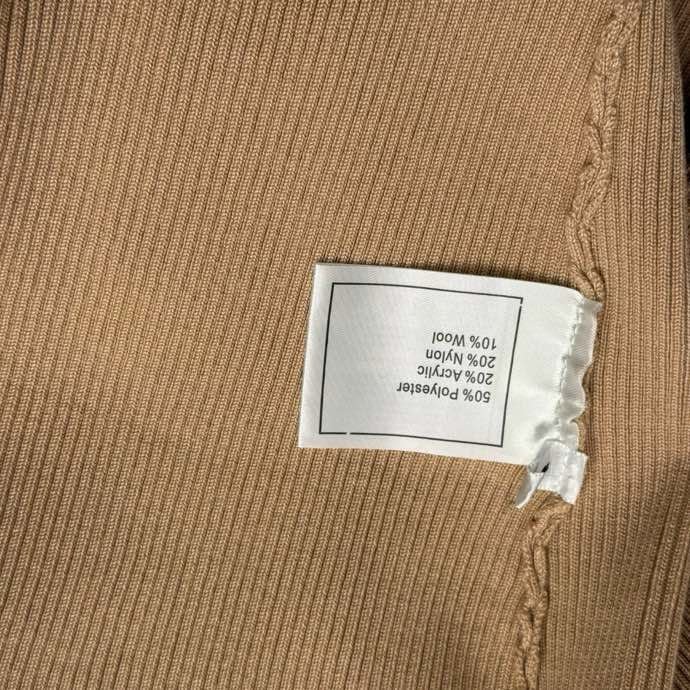 50% Polyester
20% Acrylic
20% Nylon
10% Wool